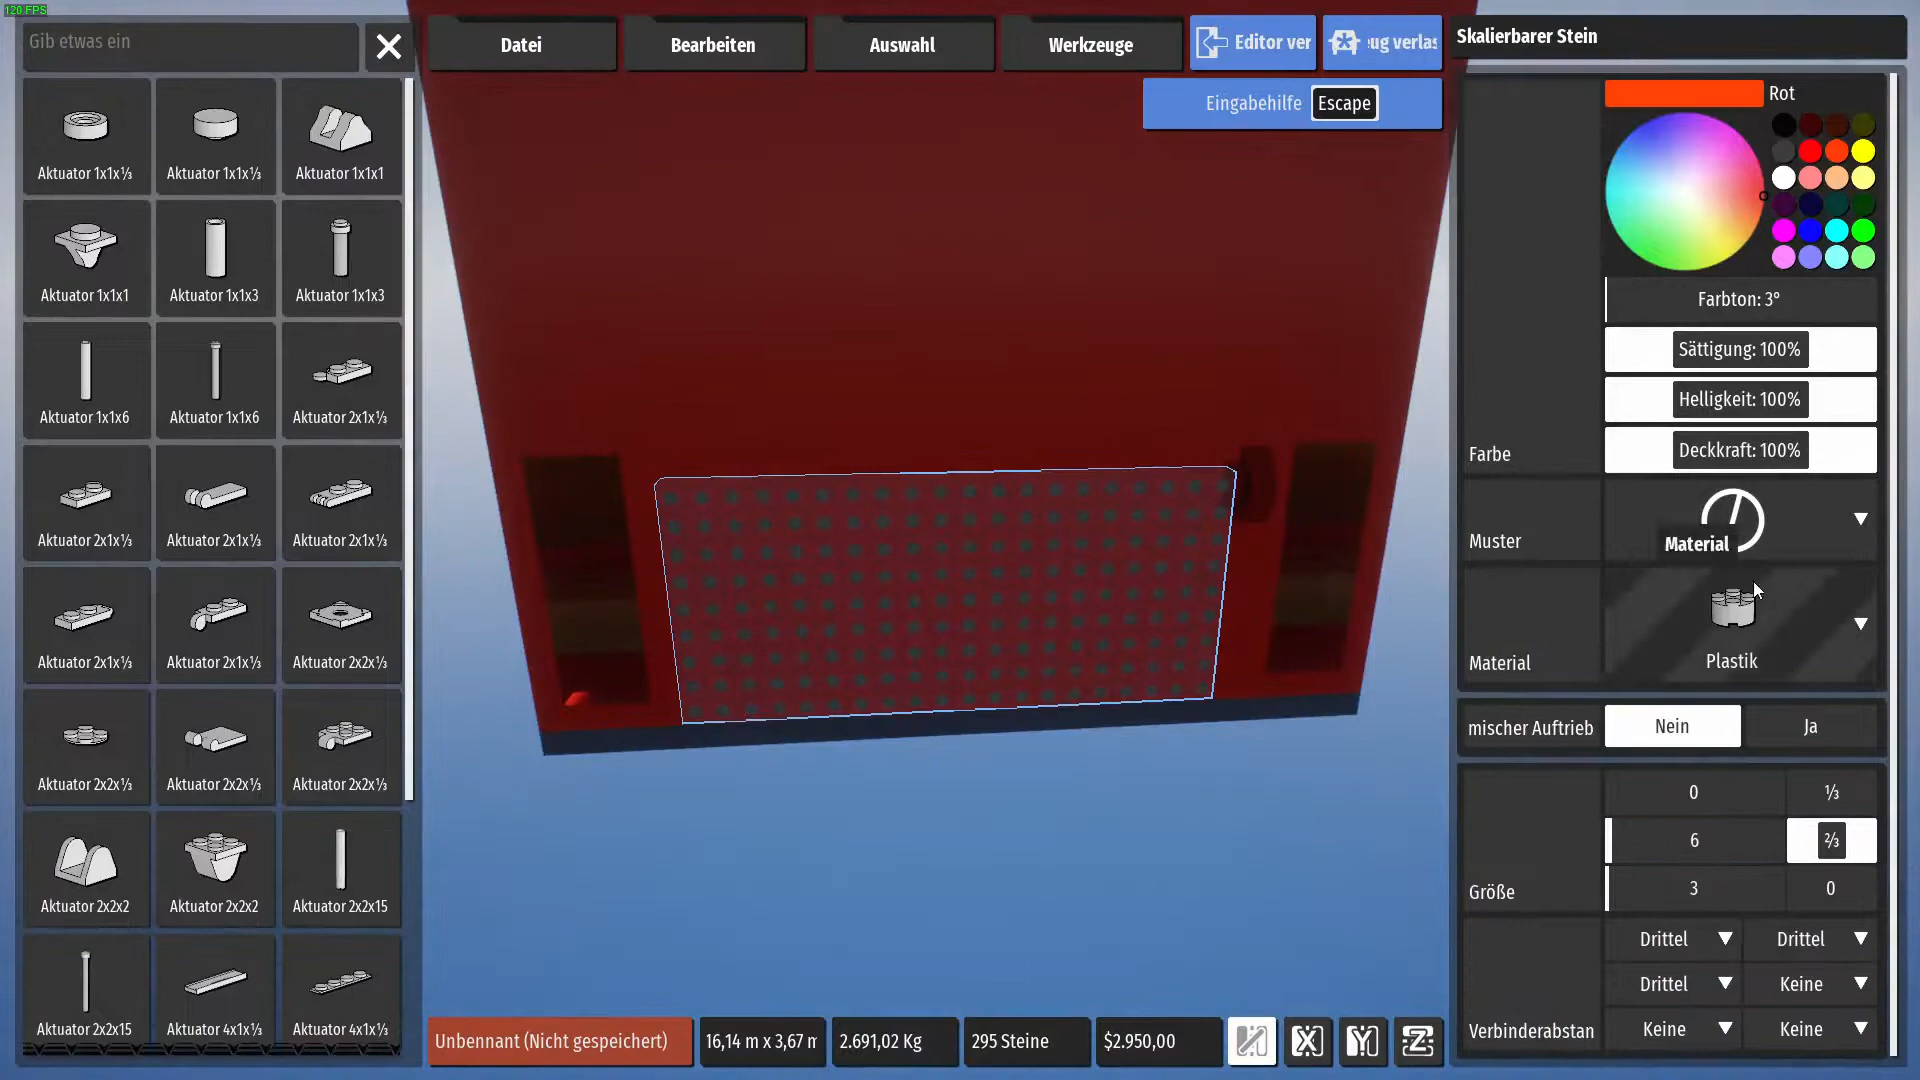 120 FPS
Gib etwas ein
Datei
Bearbeiten
Auswahl
Werkzeuge
Editor ver
ug verlas
Skalierbarer Stein
Eingabehilfe Escape
Aktuator 1x1x⅓
Aktuator 1x1x⅓
Aktuator 1x1x1
Aktuator 1x1x1
Aktuator 1x1x3
Aktuator 1x1x3
Aktuator 1x1x6
Aktuator 1x1x6
Aktuator 2x1x⅓
Aktuator 2x1x⅓
Aktuator 2x1x⅓
Aktuator 2x1x⅓
Aktuator 2x1x⅓
Aktuator 2x1x⅓
Aktuator 2x2x⅓
Aktuator 2x2x⅓
Aktuator 2x2x⅓
Aktuator 2x2x⅓
Aktuator 2x2x2
Aktuator 2x2x2
Aktuator 2x2x15
Aktuator 2x2x15
Aktuator 4x1x⅓
Aktuator 4x1x⅓
Rot
Farbton: 3°
Sättigung: 100%
Helligkeit: 100%
Deckkraft: 100%
Farbe
Muster
Material
Material
Plastik
mischer Auftrieb
Nein
Ja
0 ⅓
6 ⅔
3 0
Größe
Drittel Drittel
Drittel Keine
Verbinderabstan
Keine Keine
Unbennant (Nicht gespeichert)
16,14 m x 3,67 m
2.691,02 Kg
295 Steine
$2.950,00
X
Y
Z